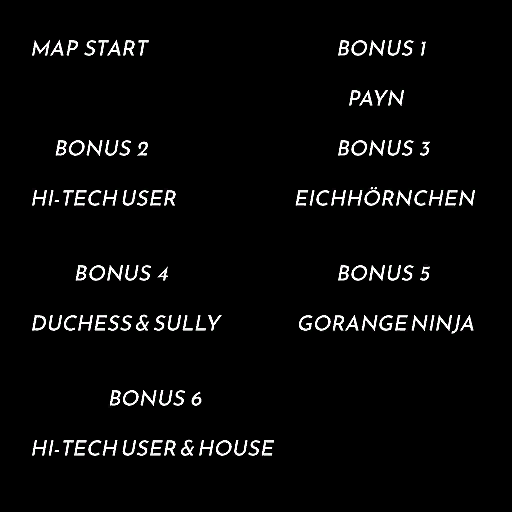 MAP START
BONUS 1
PAYN
BONUS 2
BONUS 3
HI-TECH USER
EICHHÖRNCHEN
BONUS 4
BONUS 5
DUCHESS & SULLY
GORANGE NINJA
BONUS 6
HI-TECH USER & HOUSE